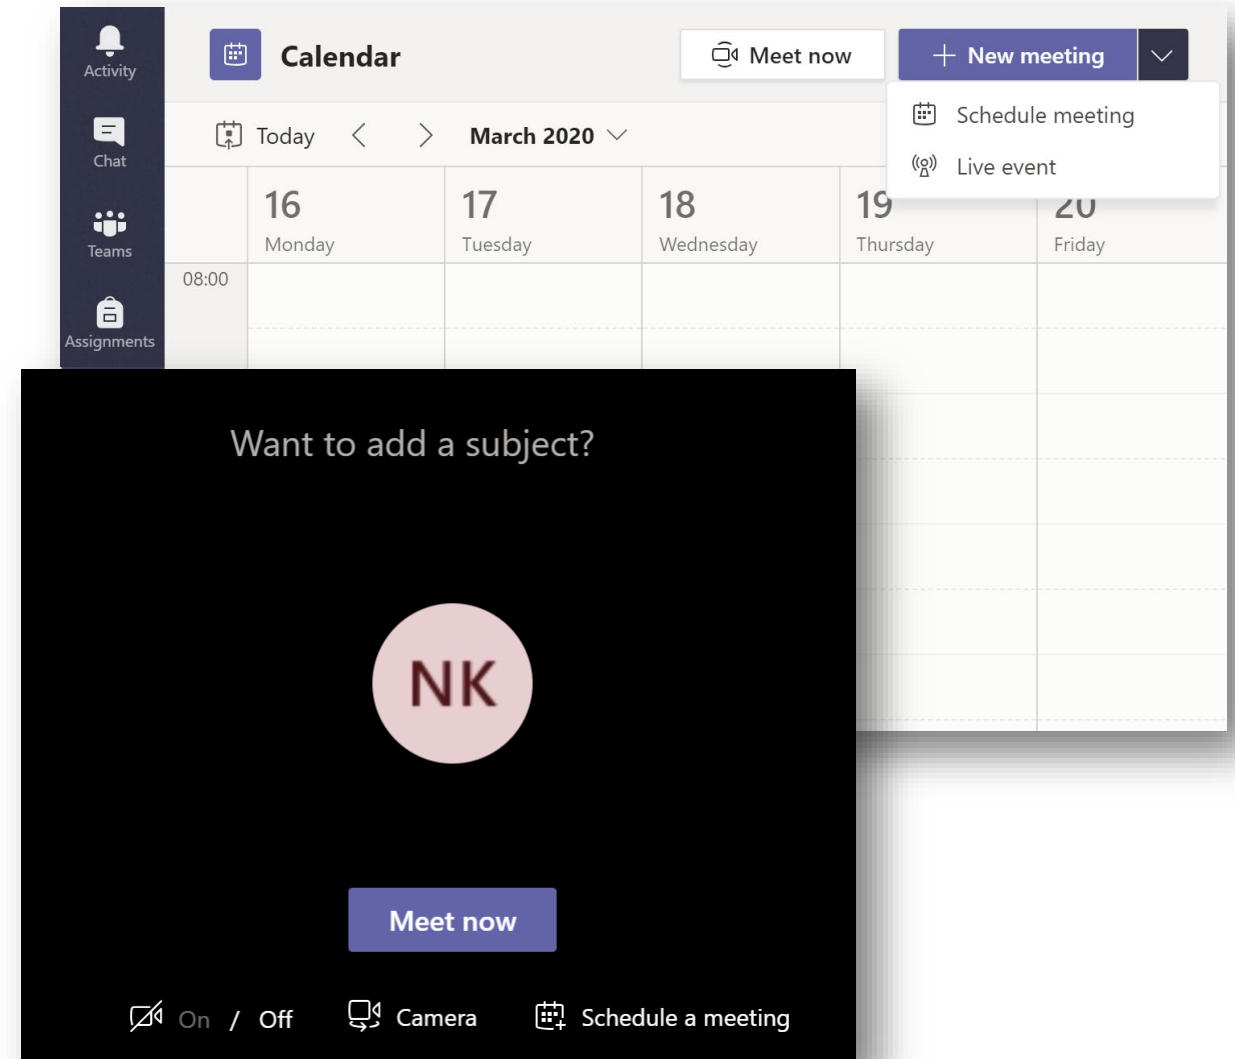 Activity
Chat
Teams
Assignments
Calendar
Meet now
New meeting
Schedule meeting
Live event
Today
March 2020
16
Monday
17
Tuesday
18
Wednesday
19
Thursday
20
Friday
08:00
Want to add a subject?
NK
Meet now
On / Off
Camera
Schedule a meeting